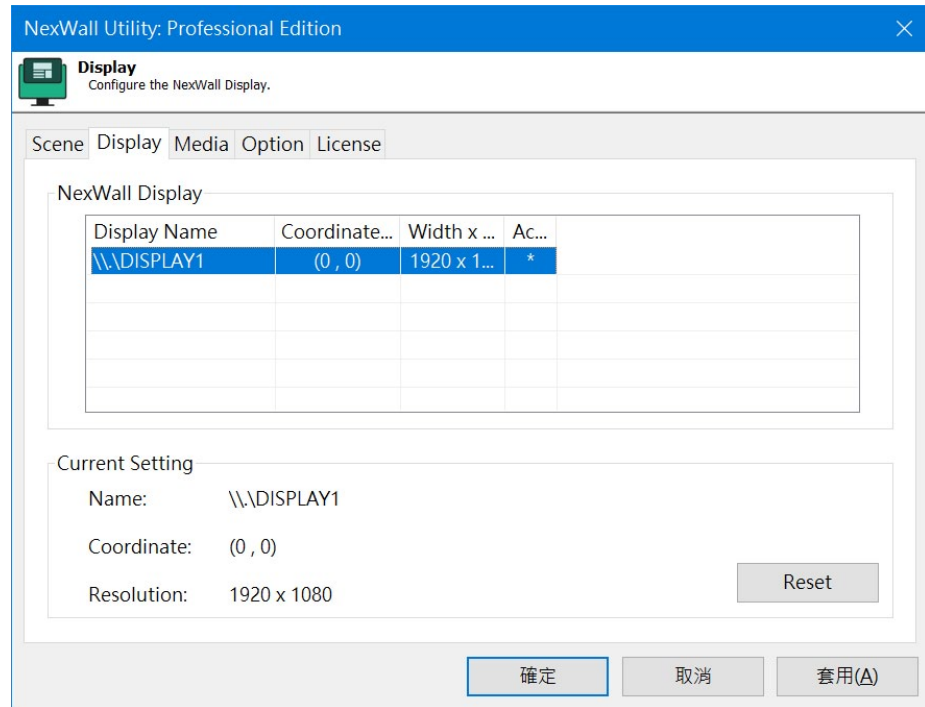 NexWall Utility: Professional Edition
Display
Configure the NexWall Display.
Scene Display Media Option License
NexWall Display
Display Name Coordinate... Width x ... Ac...
\\.\DISPLAY1 (0 , 0) 1920 x 1... *
Current Setting
Name: \\.\DISPLAY1
Coordinate: (0 , 0)
Resolution: 1920 x 1080
Reset
確定 取消 套用(A)